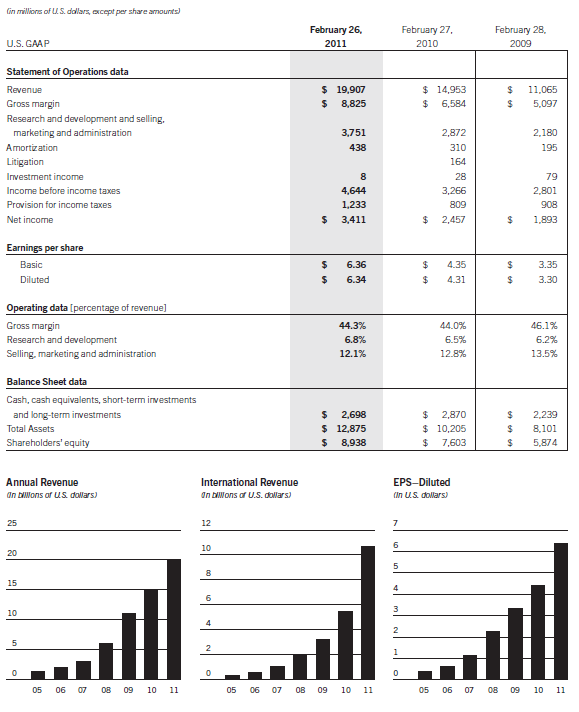 (in millions of U.S. dollars, except per share amounts)
February 26, February 27, February 28,
U.S. GAAP 2011 2010 2009
Statement of Operations data
Revenue $ 19,907 $ 14,953 $ 11,065
Gross margin $ 8,825 $ 6,584 $ 5,097
Research and development and selling,
marketing and administration 3,751 2,872 2,180
Amortization 438 310 195
Litigation 164
Investment income 8 28 79
Income before income taxes 4,644 3,266 2,801
Provision for income taxes 1,233 809 908
Net income $ 3,411 $ 2,457 $ 1,893
Earnings per share
Basic $ 6.36 $ 4.35 $ 3.35
Diluted $ 6.34 $ 4.31 $ 3.30
Operating data [percentage of revenue]
Gross margin 44.3% 44.0% 46.1%
Research and development 6.8% 6.5% 6.2%
Selling, marketing and administration 12.1% 12.8% 13.5%
Balance Sheet data
Cash, cash equivalents, short-term investments
and long-term investments $ 2,698 $ 2,870 $ 2,239
Total Assets $ 12,875 $ 10,205 $ 8,101
Shareholders' equity $ 8,938 $ 7,603 $ 5,874
Annual Revenue
(in billions of U.S. dollars)
25
20
15
10
5
0
05 06 07 08 09 10 11
International Revenue
(in billions of U.S. dollars)
12
10
8
6
4
2
0
05 06 07 08 09 10 11
EPS–Diluted
(in U.S. dollars)
7
6
5
4
3
2
1
0
05 06 07 08 09 10 11